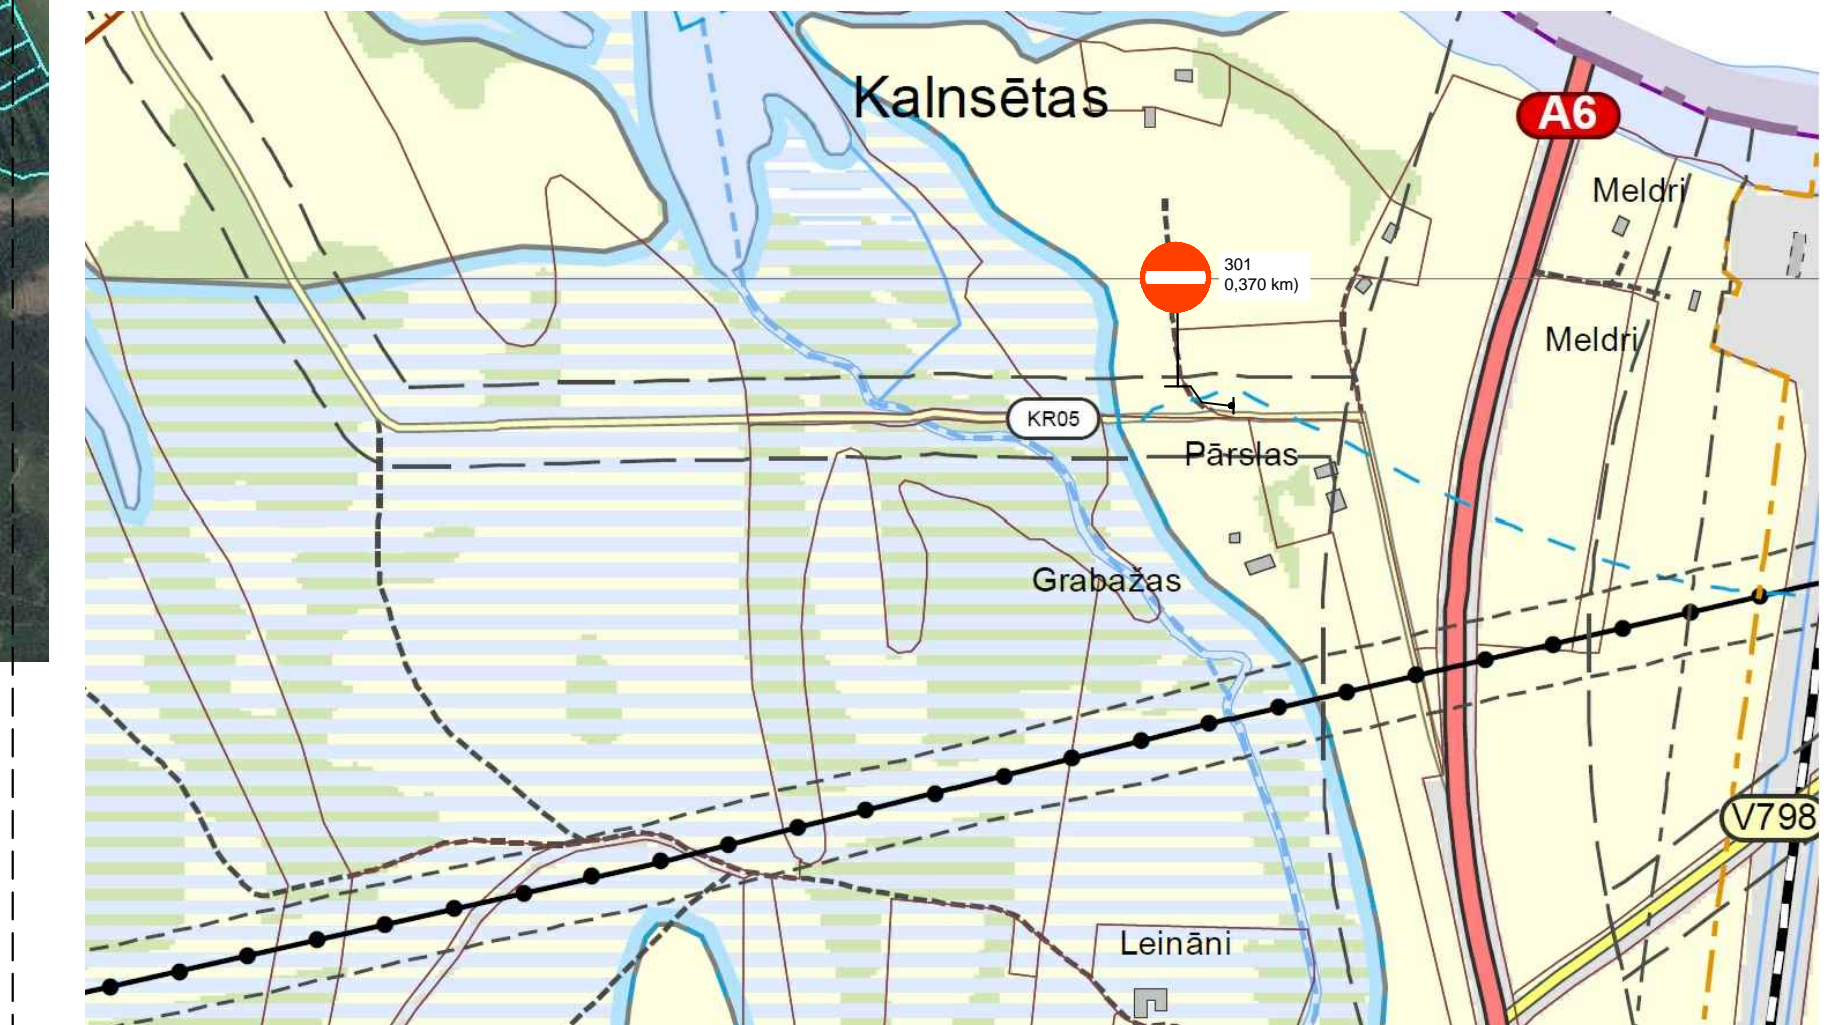 Kalnsētas
A6
Meldri
301
0,370 km)
Meldri
KR05
Pārslas
Grabažas
V798
Leināni